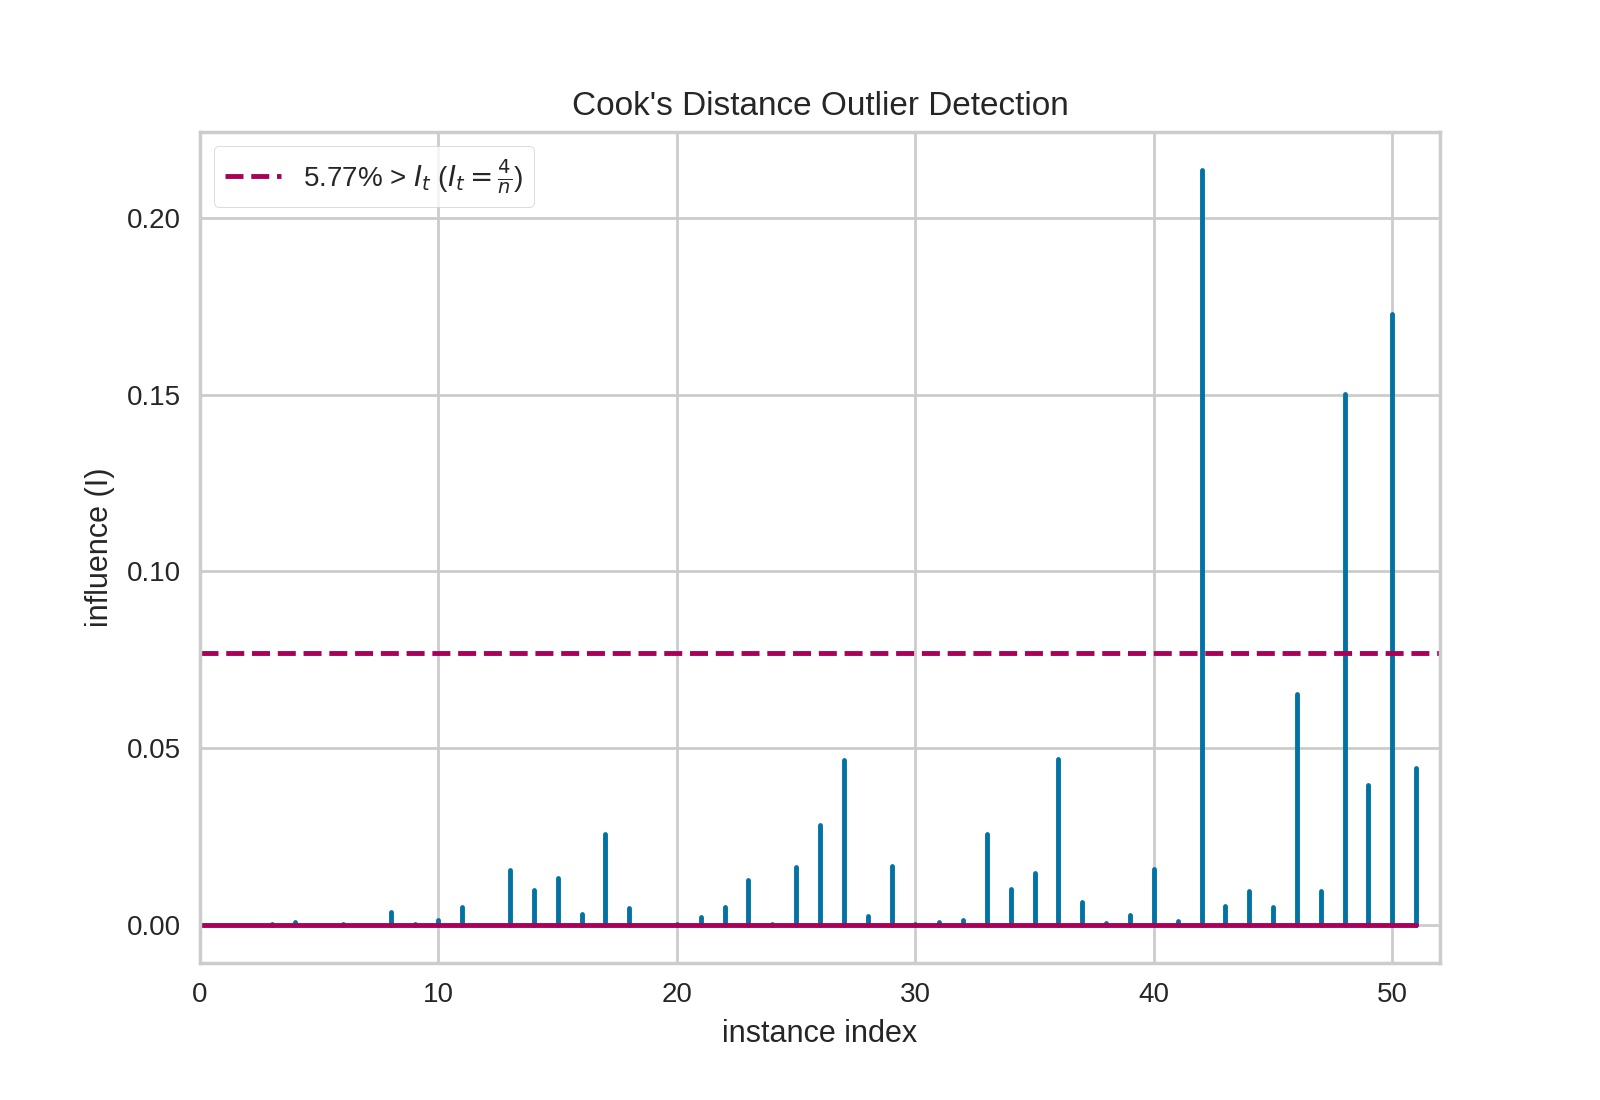 Cook's Distance Outlier Detection
5.77% > I_t (I_t = 4/n)
0.20
0.15
0.10
0.05
0.00
influence (I)
0 10 20 30 40 50
instance index